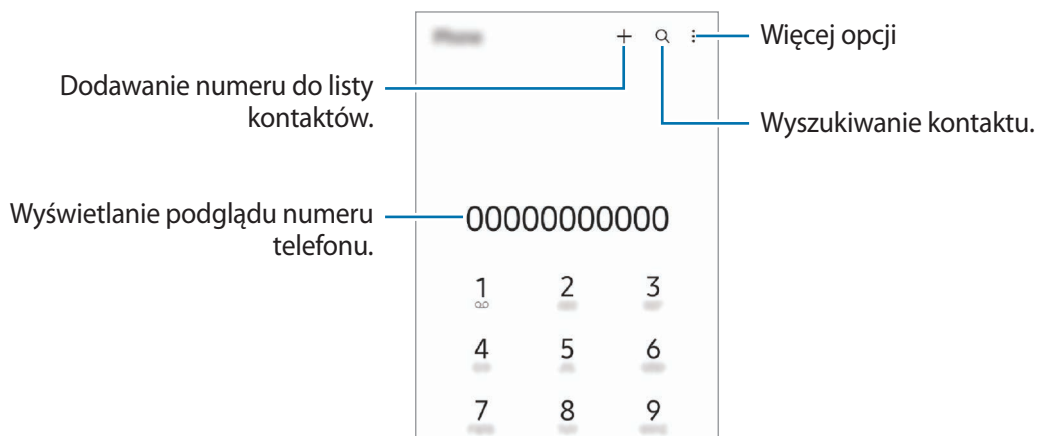 Więcej opcji
Dodawanie numeru do listy
kontaktów.
Wyszukiwanie kontaktu.
Wyświetlanie podglądu numeru
telefonu.
00000000000
1 2 3
4 5 6
7 8 9